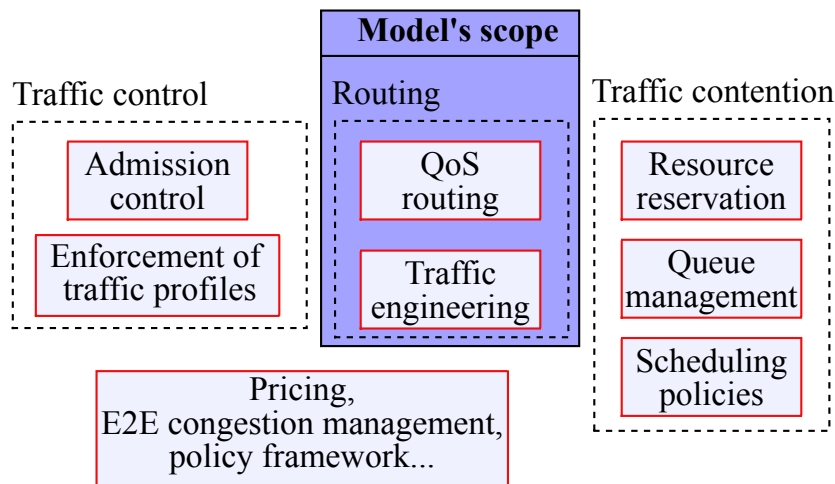 Model's scope
Traffic control
Admission
control
Enforcement of
traffic profiles
Routing
QoS
routing
Traffic
engineering
Traffic contention
Resource
reservation
Queue
management
Scheduling
policies
Pricing,
E2E congestion management,
policy framework...